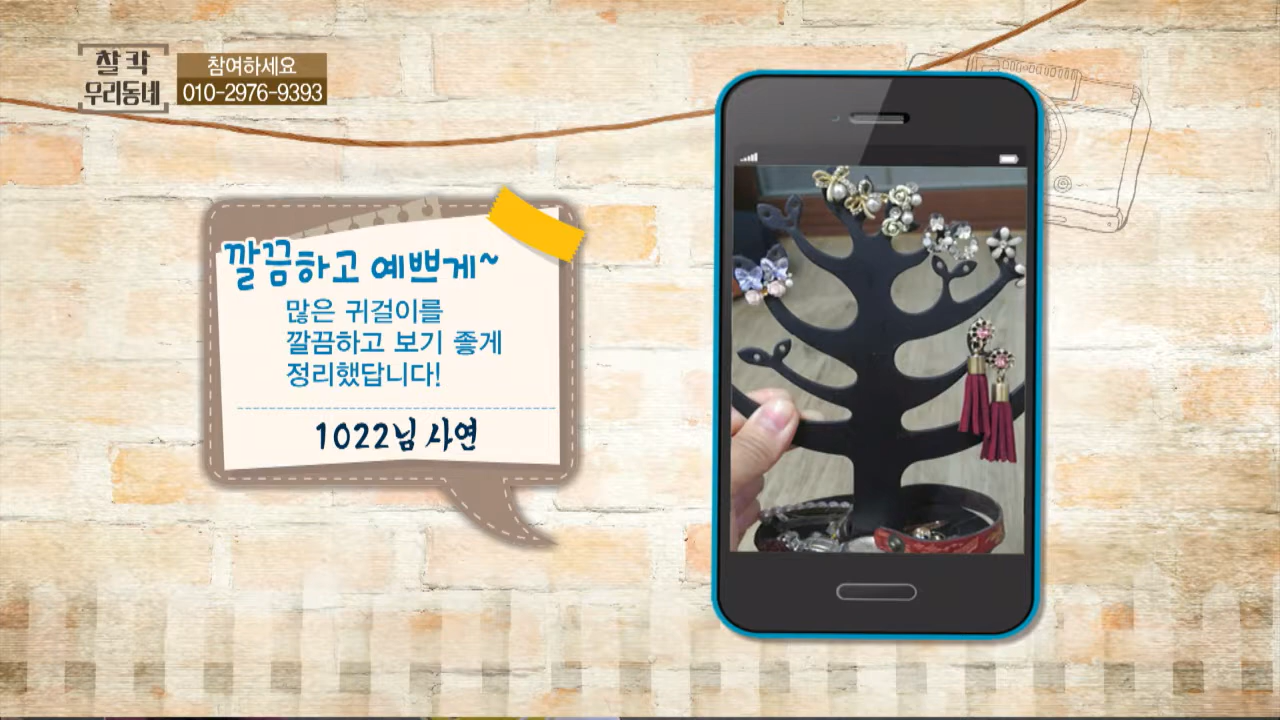 찰칵
우리동네
참여하세요
010-2976-9393
깔끔하고 예쁘게~
많은 귀걸이를
깔끔하고 보기 좋게
정리했답니다!
1022님 사연